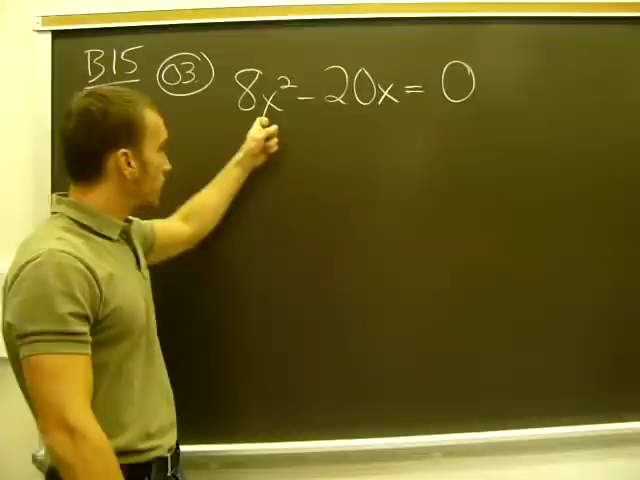 B15 03. 8x² - 20x = 0